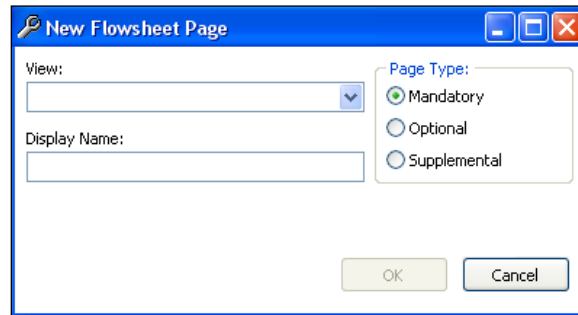 New Flowsheet Page
View:
Page Type:
Mandatory
Optional
Display Name:
Supplemental
OK
Cancel